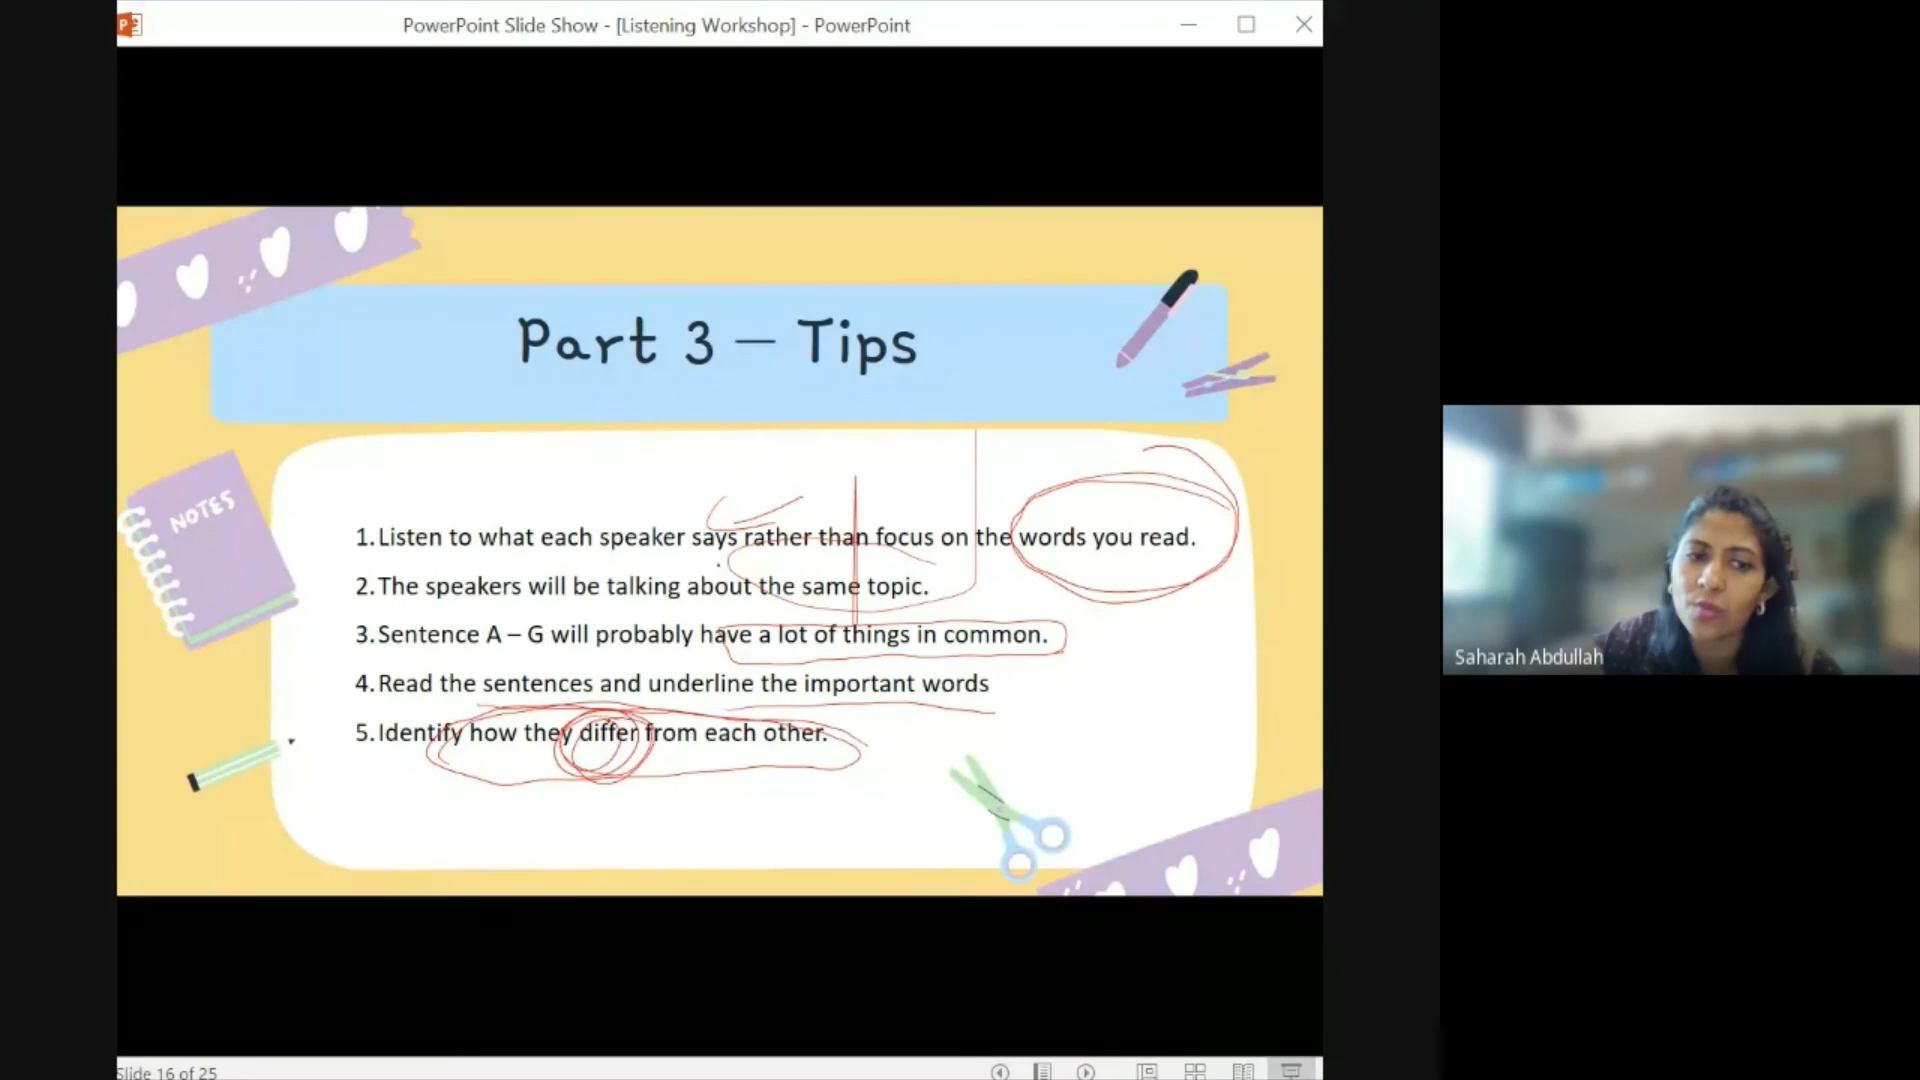 PowerPoint Slide Show - [Listening Workshop] - PowerPoint
Part 3 – Tips
NOTES
1. Listen to what each speaker says rather than focus on the words you read.
2. The speakers will be talking about the same topic.
3. Sentence A – G will probably have a lot of things in common.
4. Read the sentences and underline the important words
5. Identify how they differ from each other.
Saharah Abdullah
Slide 16 of 25